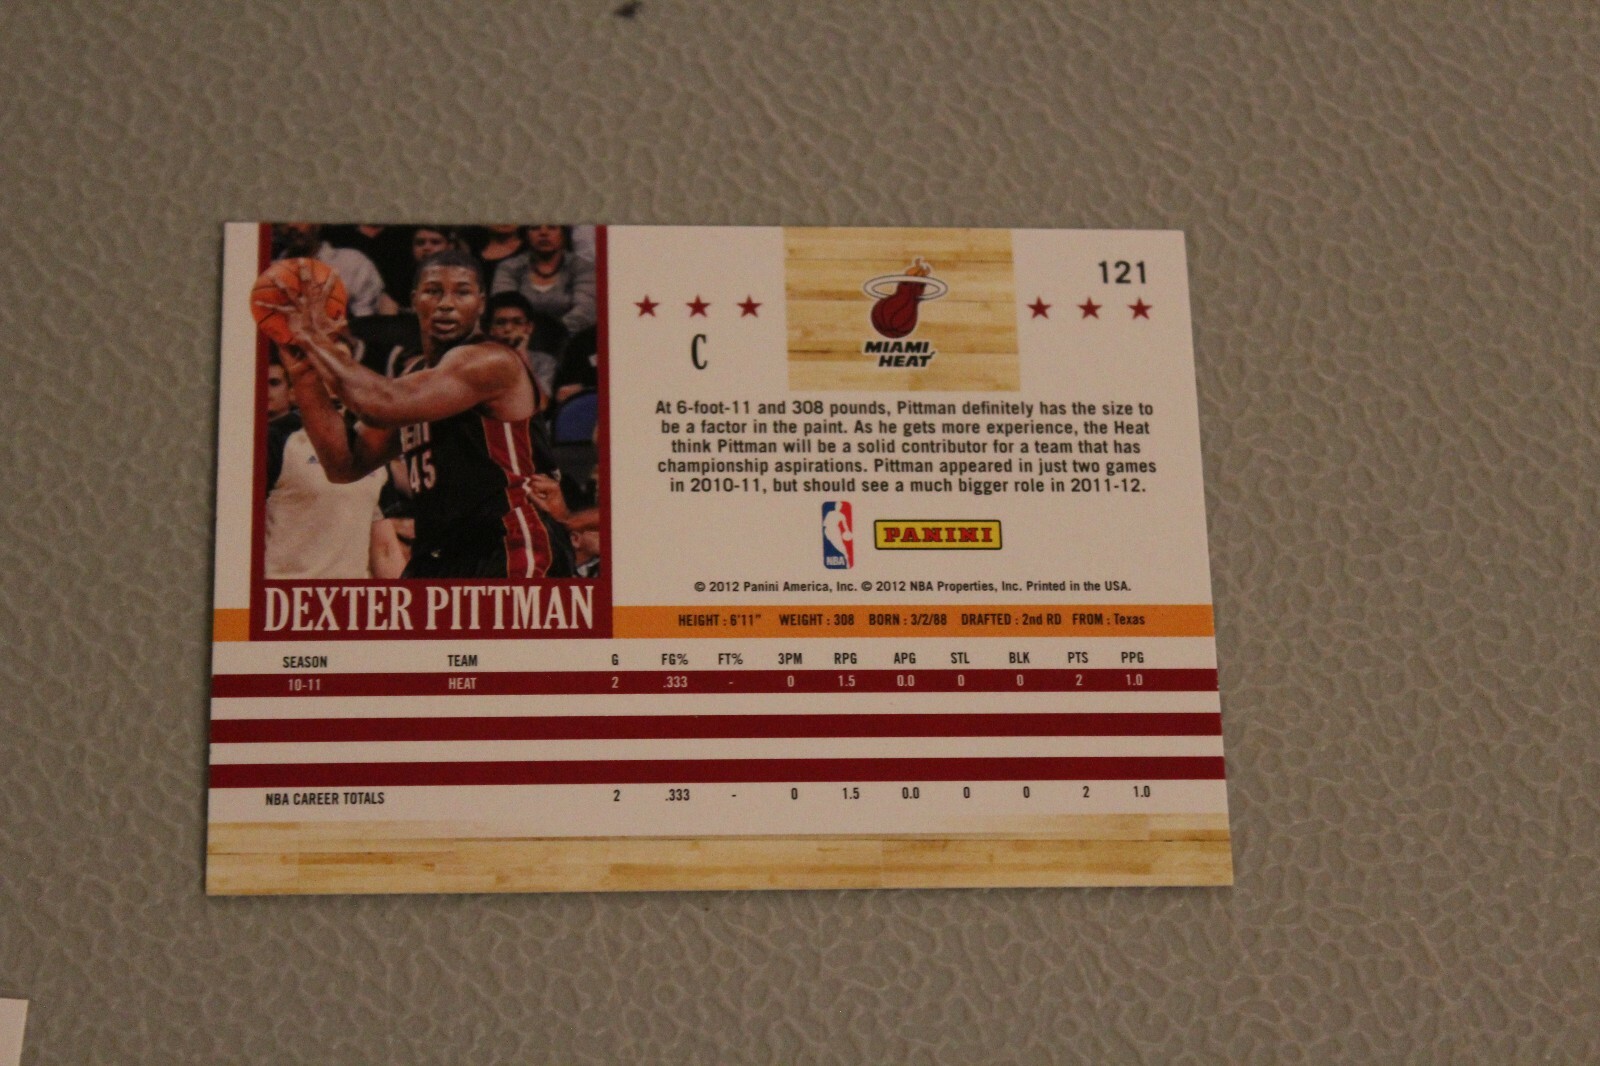 121
C
MIAMI
HEAT
At 6-foot-11 and 308 pounds, Pittman definitely has the size to
be a factor in the paint. As he gets more experience, the Heat
think Pittman will be a solid contributor for a team that has
championship aspirations. Pittman appeared in just two games
in 2010-11, but should see a much bigger role in 2011-12.
45
NBA
PANINI
© 2012 Panini America, Inc. © 2012 NBA Properties, Inc. Printed in the USA.
DEXTER PITTMAN
HEIGHT : 6'11" WEIGHT : 308 BORN : 3/2/88 DRAFTED : 2nd RD FROM : Texas
SEASON TEAM G FG% FT% 3PM RPG APG STL BLK PTS PPG
10-11 HEAT 2 .333 - 0 1.5 0.0 0 0 2 1.0
NBA CAREER TOTALS 2 .333 - 0 1.5 0.0 0 0 2 1.0